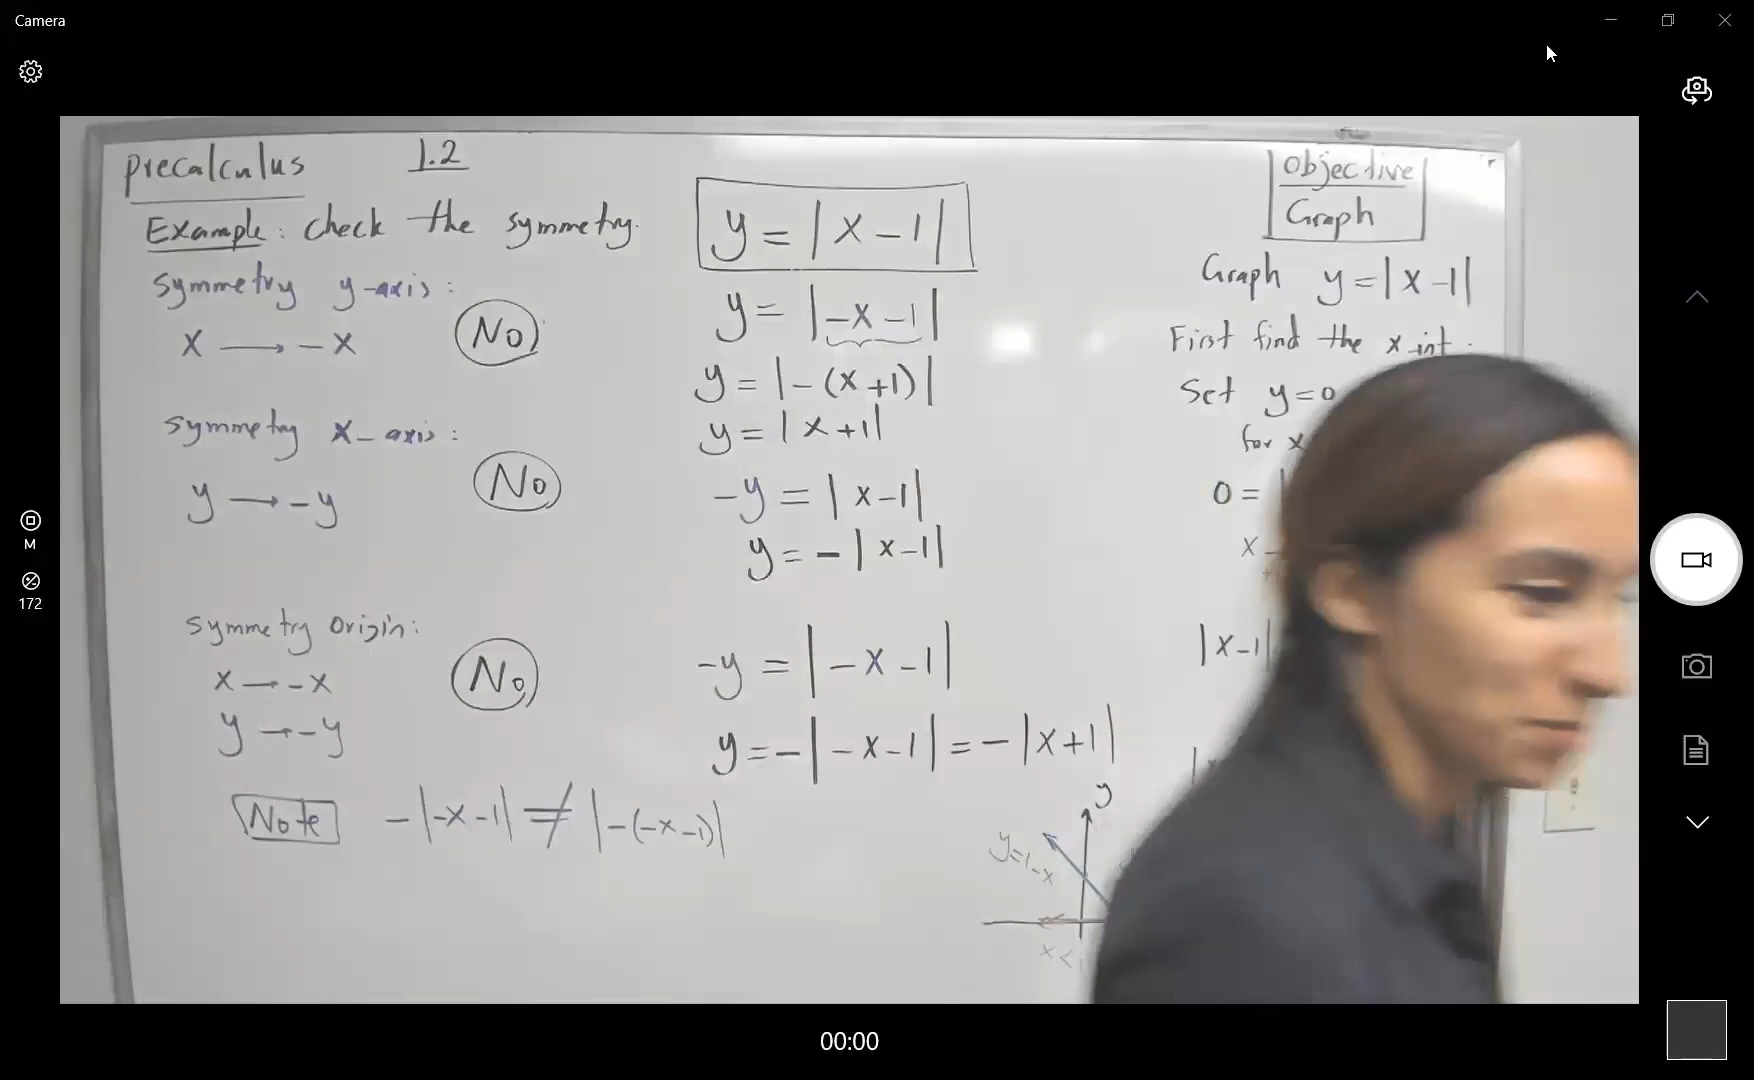 Camera
precalculus 1.2
Example: check the symmetry.
y = |x-1|
symmetry y-axis:
x → -x
No
y = |-x-1|
y = |-(x+1)|
y = |x+1|
symmetry x-axis:
y → -y
No
-y = |x-1|
y = -|x-1|
symmetry origin:
x → -x
y → -y
No
-y = |-x-1|
y = -|-x-1| = -|x+1|
Note -|-x-1| ≠ |-(-x-1)|
Objective
Graph
Graph y = |x-1|
First find the x-int:
Set y=0
for x
0 =
x -
|x-1|
y
y=1-x
x <
M
172
00:00